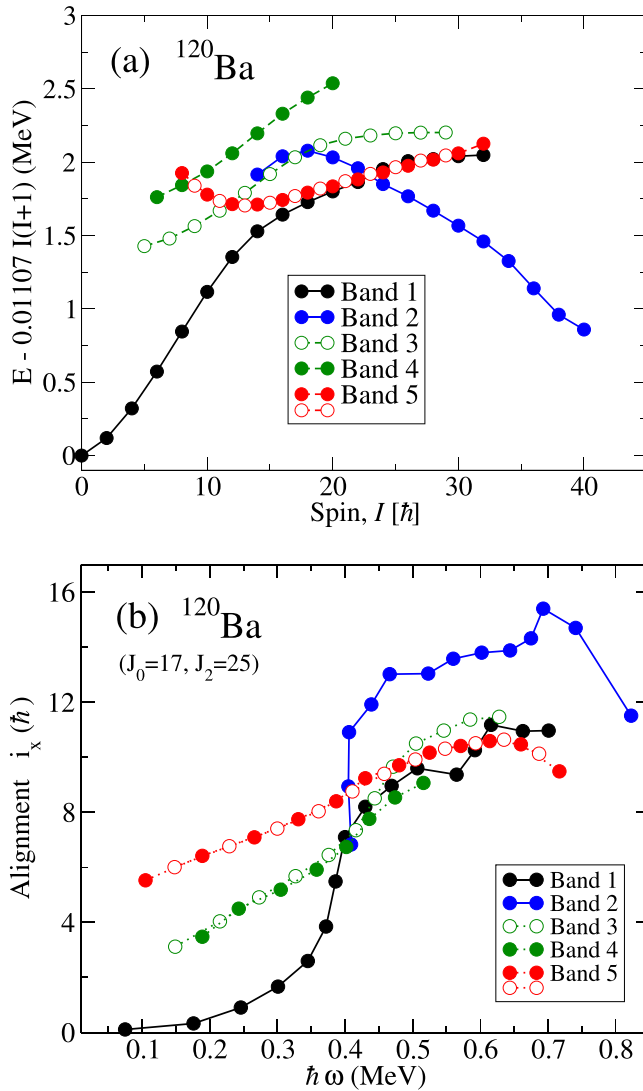 3
(a)
120Ba
2.5
2
1.5
1
0.5
0
E - 0.01107 I(I+1) (MeV)
Band 1
Band 2
Band 3
Band 4
Band 5
0 10 20 30 40
Spin, I [ħ]
16
(b)
120Ba
(J0=17, J2=25)
12
8
4
0
Alignment ix (ħ)
Band 1
Band 2
Band 3
Band 4
Band 5
0.1 0.2 0.3 0.4 0.5 0.6 0.7 0.8
ħ ω (MeV)